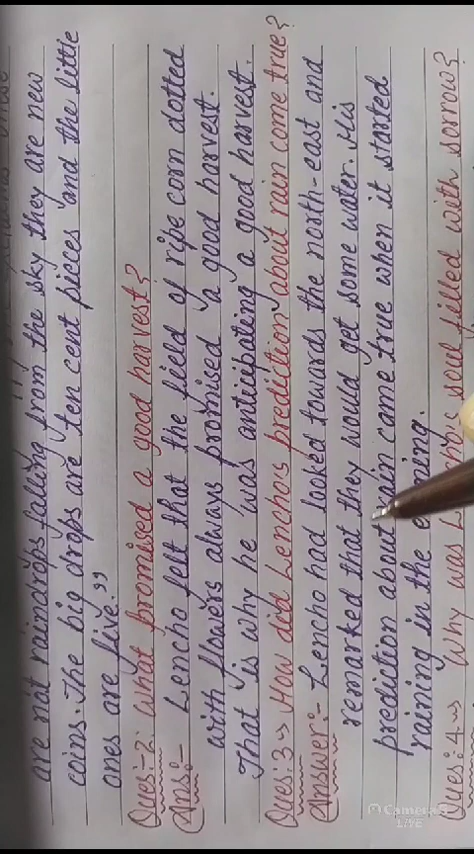 are not raindrops falling from the sky they are new
coins. The big drops are ten cent pieces and the little
ones are five."
Ques:-2: What promised a good harvest?
Ans:- Lencho felt that the field of ripe corn dotted
with flowers always promised a good harvest.
That is why he was anticipating a good harvest.
Ques:3→ How did Lencho's prediction about rain come true?
Answer:- Lencho had looked towards the north-east and
remarked that they would get some water. His
prediction about rain come true when it started
raining in the evening.
Ques:4→ Why was soul filled with sorrow?
Camera
LIVE